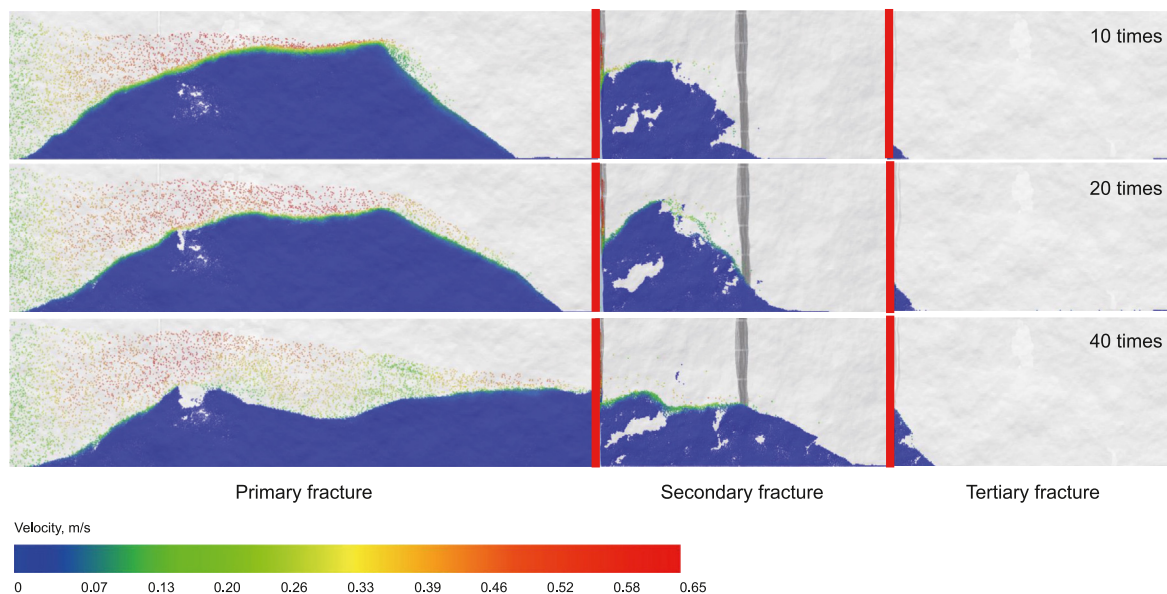 10 times
20 times
40 times
Primary fracture
Secondary fracture
Tertiary fracture
Velocity, m/s
0 0.07 0.13 0.20 0.26 0.33 0.39 0.46 0.52 0.58 0.65